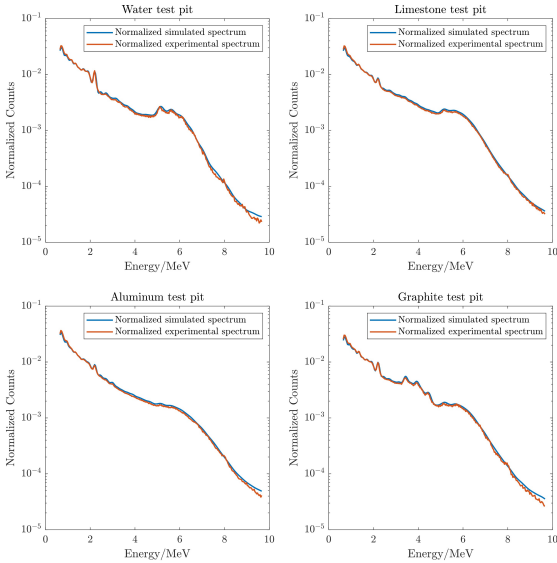 Water test pit
Normalized simulated spectrum
Normalized experimental spectrum
Normalized Counts
10⁻¹
10⁻²
10⁻³
10⁻⁴
10⁻⁵
0 2 4 6 8 10
Energy/MeV
Limestone test pit
Normalized simulated spectrum
Normalized experimental spectrum
Normalized Counts
10⁻¹
10⁻²
10⁻³
10⁻⁴
10⁻⁵
0 2 4 6 8 10
Energy/MeV
Aluminum test pit
Normalized simulated spectrum
Normalized experimental spectrum
Normalized Counts
10⁻¹
10⁻²
10⁻³
10⁻⁴
10⁻⁵
0 2 4 6 8 10
Energy/MeV
Graphite test pit
Normalized simulated spectrum
Normalized experimental spectrum
Normalized Counts
10⁻¹
10⁻²
10⁻³
10⁻⁴
10⁻⁵
0 2 4 6 8 10
Energy/MeV